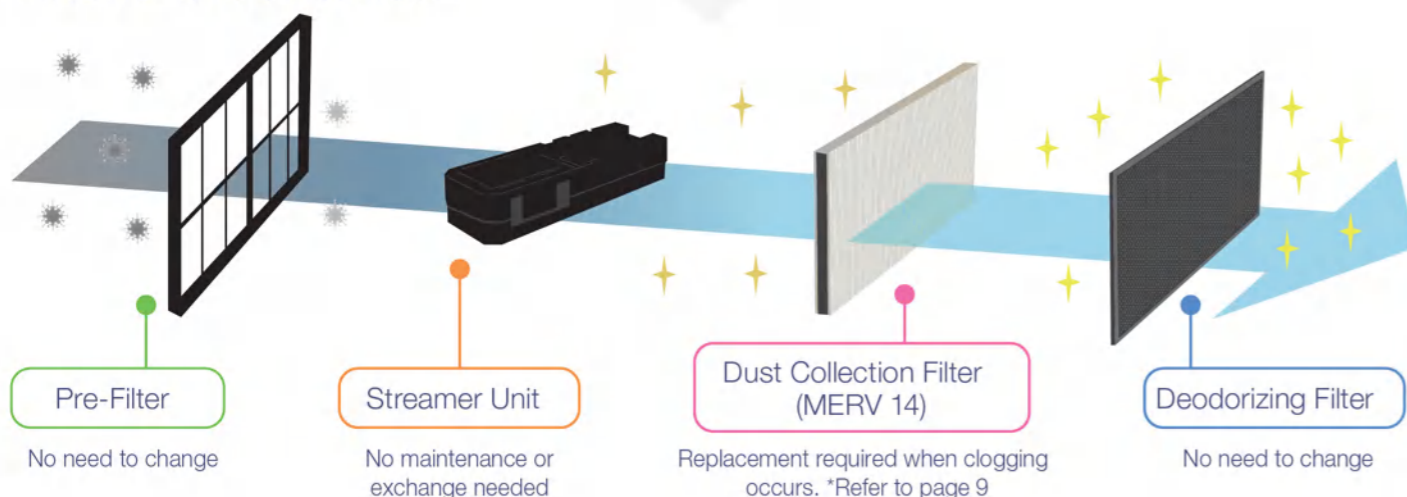 Pre-Filter
No need to change
Streamer Unit
No maintenance or
exchange needed
Dust Collection Filter
(MERV 14)
Replacement required when clogging
occurs. *Refer to page 9
Deodorizing Filter
No need to change